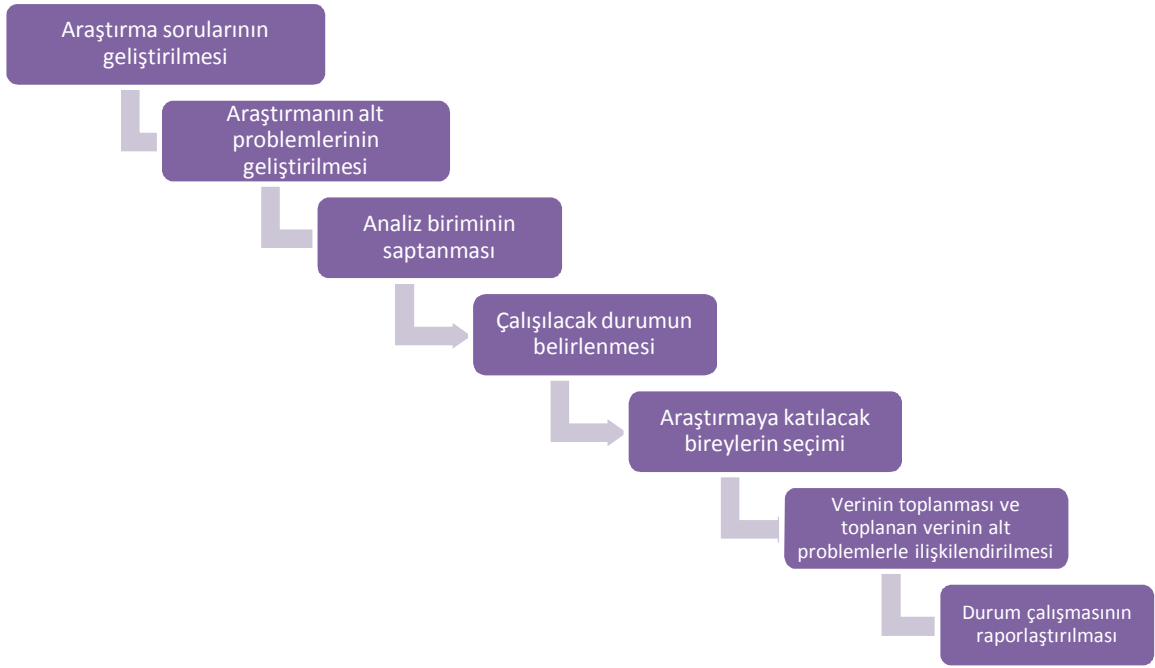 Araştırma sorularının
geliştirilmesi
Araştırmanın alt
problemlerinin
geliştirilmesi
Analiz biriminin
saptanması
Çalışılacak durumun
belirlenmesi
Araştırmaya katılacak
bireylerin seçimi
Verinin toplanması ve
toplanan verinin alt
problemlerle ilişkilendirilmesi
Durum çalışmasının
raporlaştırılması